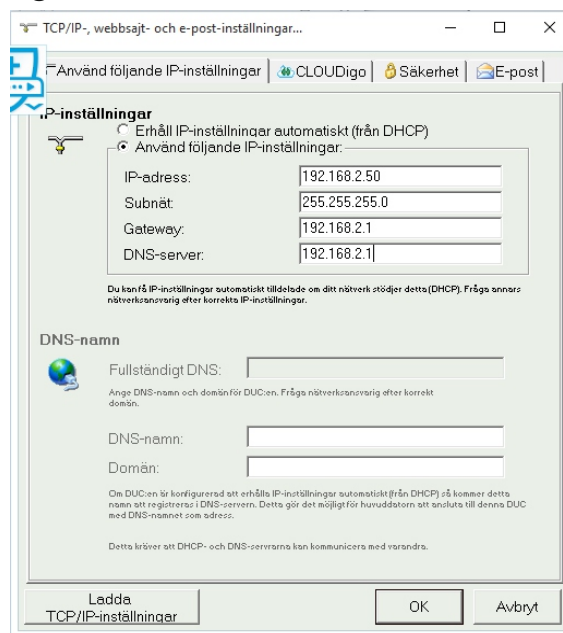 TCP/IP-, webbsajt- och e-post-inställningar...
Använd följande IP-inställningar
CLOUDigo
Säkerhet
E-post
IP-inställningar
Erhåll IP-inställningar automatiskt (från DHCP)
Använd följande IP-inställningar:
IP-adress: 192.168.2.50
Subnät: 255.255.255.0
Gateway: 192.168.2.1
DNS-server: 192.168.2.1
Du kan få IP-inställningar automatiskt tilldelade om ditt nätverk stödjer detta (DHCP). Fråga annars
nätverksansvarig efter korrekta IP-inställningar.
DNS-namn
Fullständigt DNS:
Ange DNS-namn och domän för DUC:en. Fråga nätverksansvarig efter korrekt
domän.
DNS-namn:
Domän:
Om DUC:en är konfigurerad att erhålla IP-inställningar automatiskt (från DHCP) så kommer detta
namn att registreras i DNS-servern. Detta gör det möjligt för huvuddatorn att ansluta till denna DUC
med DNS-namnet som adress.
Detta kräver att DHCP- och DNS-servrarna kan kommunicera med varandra.
Ladda
TCP/IP-inställningar
OK
Avbryt